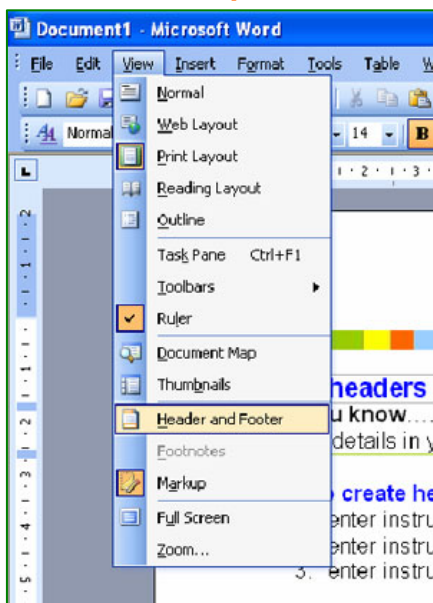 Document1 - Microsoft Word
File Edit View Insert Format Tools Table
Normal 14 B
Normal
Web Layout
Print Layout
Reading Layout
Outline
Task Pane Ctrl+F1
Toolbars
Ruler
Document Map
Thumbnails
Header and Footer
Footnotes
Markup
Full Screen
Zoom...
headers
u know....
details in y
create he
enter instru
enter instru
3. enter instru